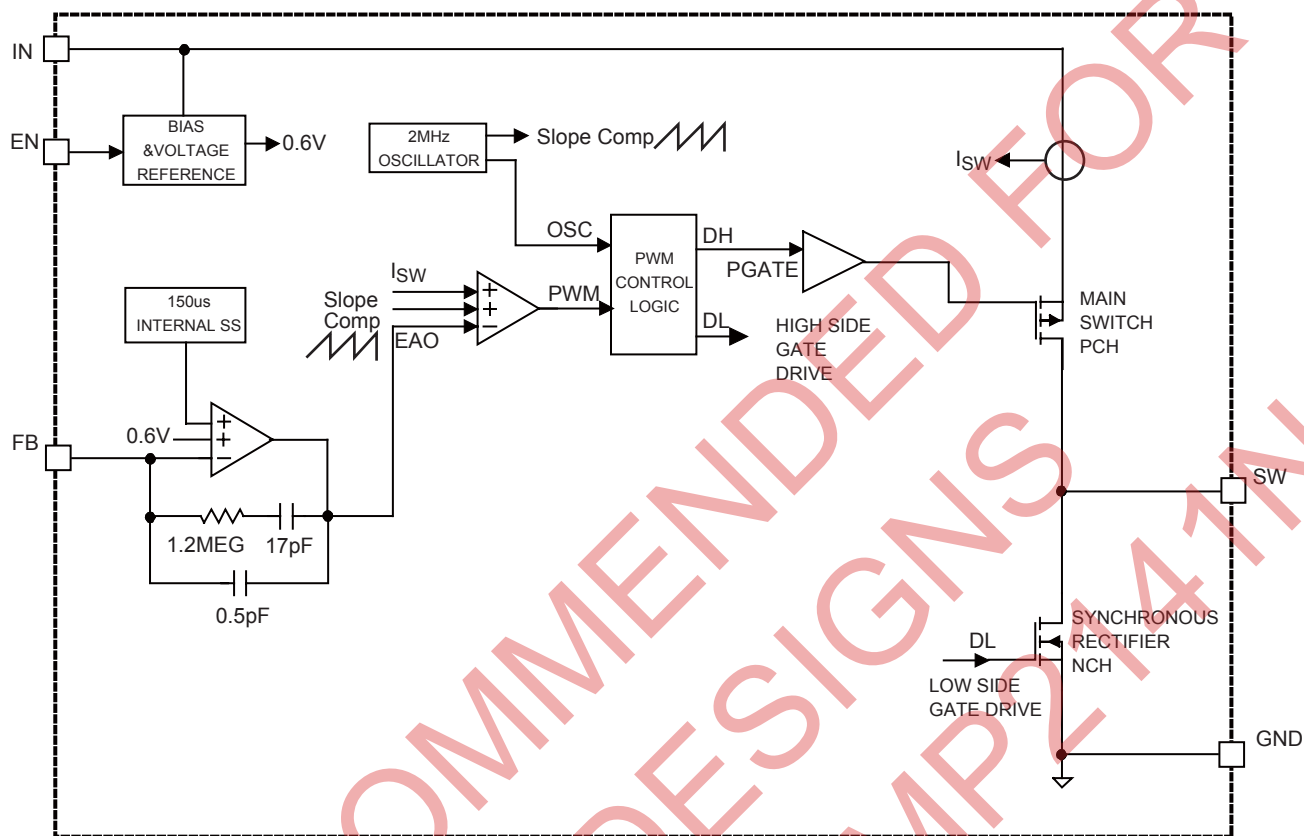 IN
EN
BIAS
&VOLTAGE
REFERENCE
0.6V
2MHz
OSCILLATOR
Slope Comp
ISW
150us
INTERNAL SS
ISW
Slope
Comp
EAO
+
+
−
PWM
OSC
PWM
CONTROL
LOGIC
DH
DL
PGATE
HIGH SIDE
GATE
DRIVE
MAIN
SWITCH
PCH
FB
0.6V
+
+
−
1.2MEG
17pF
0.5pF
SW
SYNCHRONOUS
RECTIFIER
NCH
DL
LOW SIDE
GATE DRIVE
GND
OMMENDED FOR
DESIGNS
MP2141N